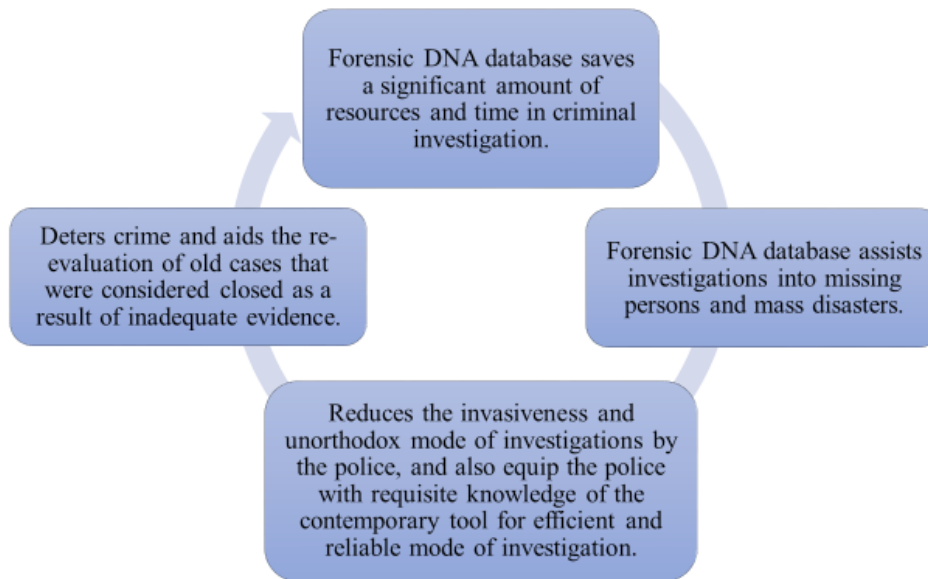 Forensic DNA database saves
a significant amount of
resources and time in criminal
investigation.
Forensic DNA database assists
investigations into missing
persons and mass disasters.
Reduces the invasiveness and
unorthodox mode of investigations by
the police, and also equip the police
with requisite knowledge of the
contemporary tool for efficient and
reliable mode of investigation.
Deters crime and aids the re-
evaluation of old cases that
were considered closed as a
result of inadequate evidence.